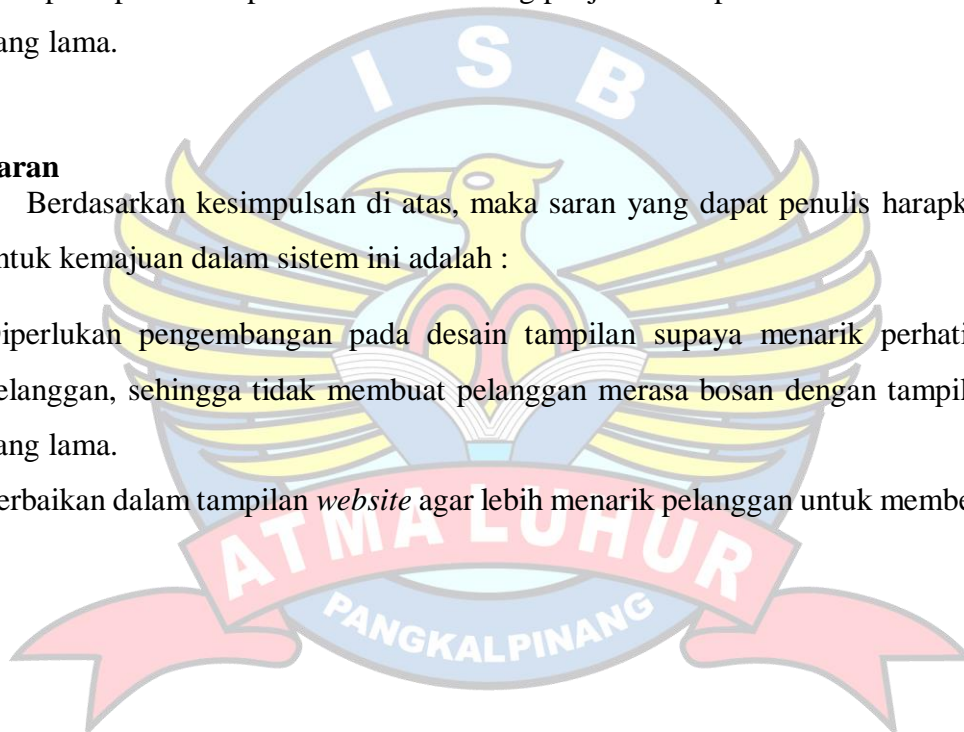 ang lama.
aran
Berdasarkan kesimpulsan di atas, maka saran yang dapat penulis harapk
ntuk kemajuan dalam sistem ini adalah :
iperlukan pengembangan pada desain tampilan supaya menarik perhati
elanggan, sehingga tidak membuat pelanggan merasa bosan dengan tampil
ang lama.
erbaikan dalam tampilan website agar lebih menarik pelanggan untuk membe
ISB
ATMA LUHUR
PANGKALPINANG